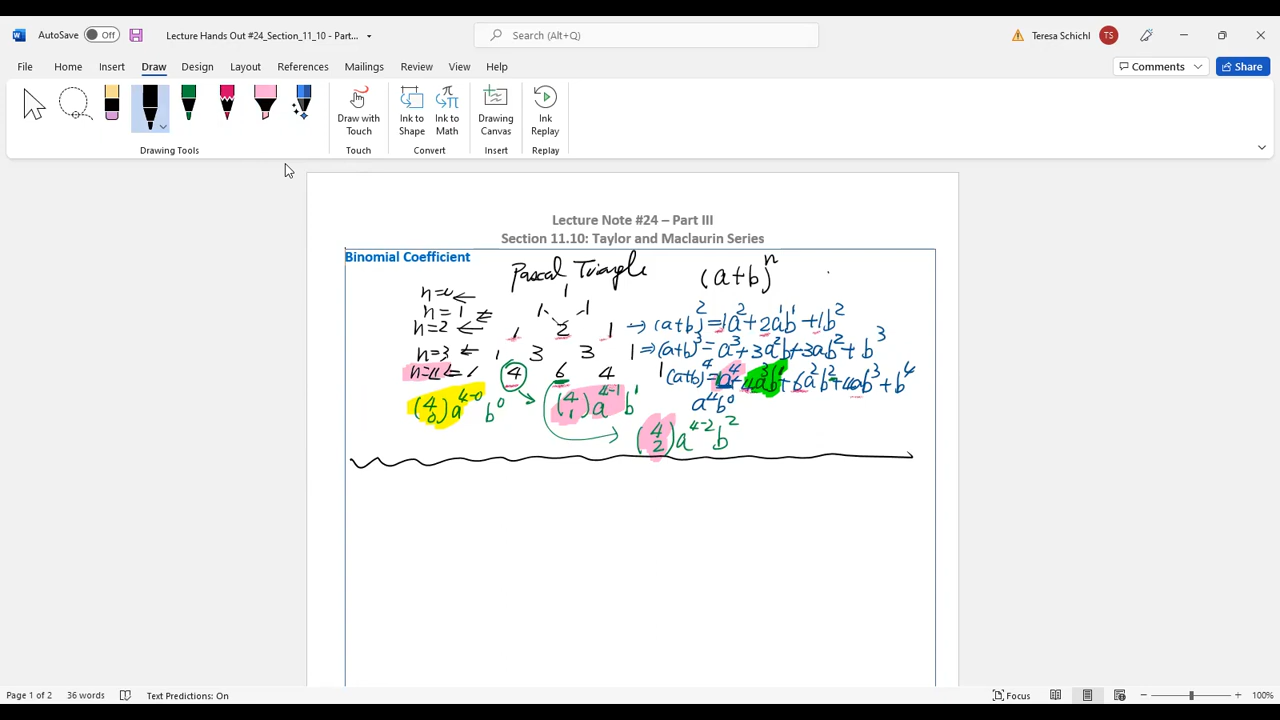 AutoSave Off Lecture Hands Out #24_Section_11_10 - Part... Search (Alt+Q) Teresa Schichl TS
File Home Insert Draw Design Layout References Mailings Review View Help Comments Share
Draw with Touch Ink to Shape Ink to Math Drawing Canvas Ink Replay
Drawing Tools Touch Convert Insert Replay
Lecture Note #24 – Part III
Section 11.10: Taylor and Maclaurin Series
Binomial Coefficient
Pascal Triangle (a+b)^n
n=0 ← 1
n=1 ← 1 1
n=2 ← 1 2 1 → (a+b)^2 = 1a^2 + 2a^1b^1 + 1b^2
n=3 ← 1 3 3 1 ⇒ (a+b)^3 = a^3 + 3a^2b + 3ab^2 + b^3
n=4 ← 1 4 6 4 1 (a+b)^4 = a^4 + 4a^3b^1 + 6a^2b^2 + 4ab^3 + b^4
(4 0) a^4-0 b^0 (4 1) a^4-1 b^1 a^4b^0
(4 2) a^4-2 b^2
Page 1 of 2 36 words Text Predictions: On Focus 100%